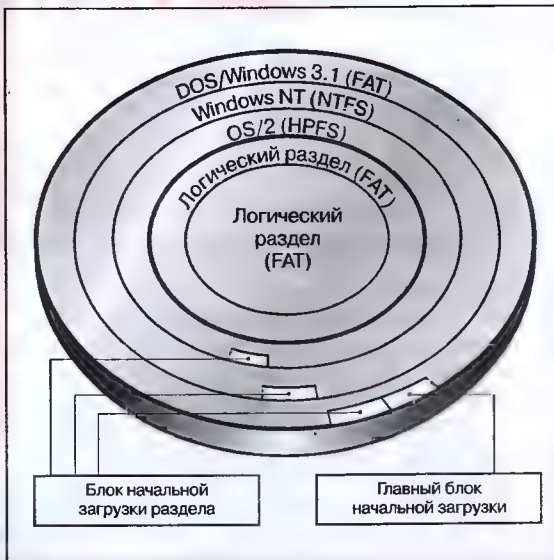 DOS/Windows 3.1 (FAT)
Windows NT (NTFS)
OS/2 (HPFS)
Логический раздел (FAT)
Логический
раздел
(FAT)
Блок начальной
загрузки раздела
Главный блок
начальной загрузки